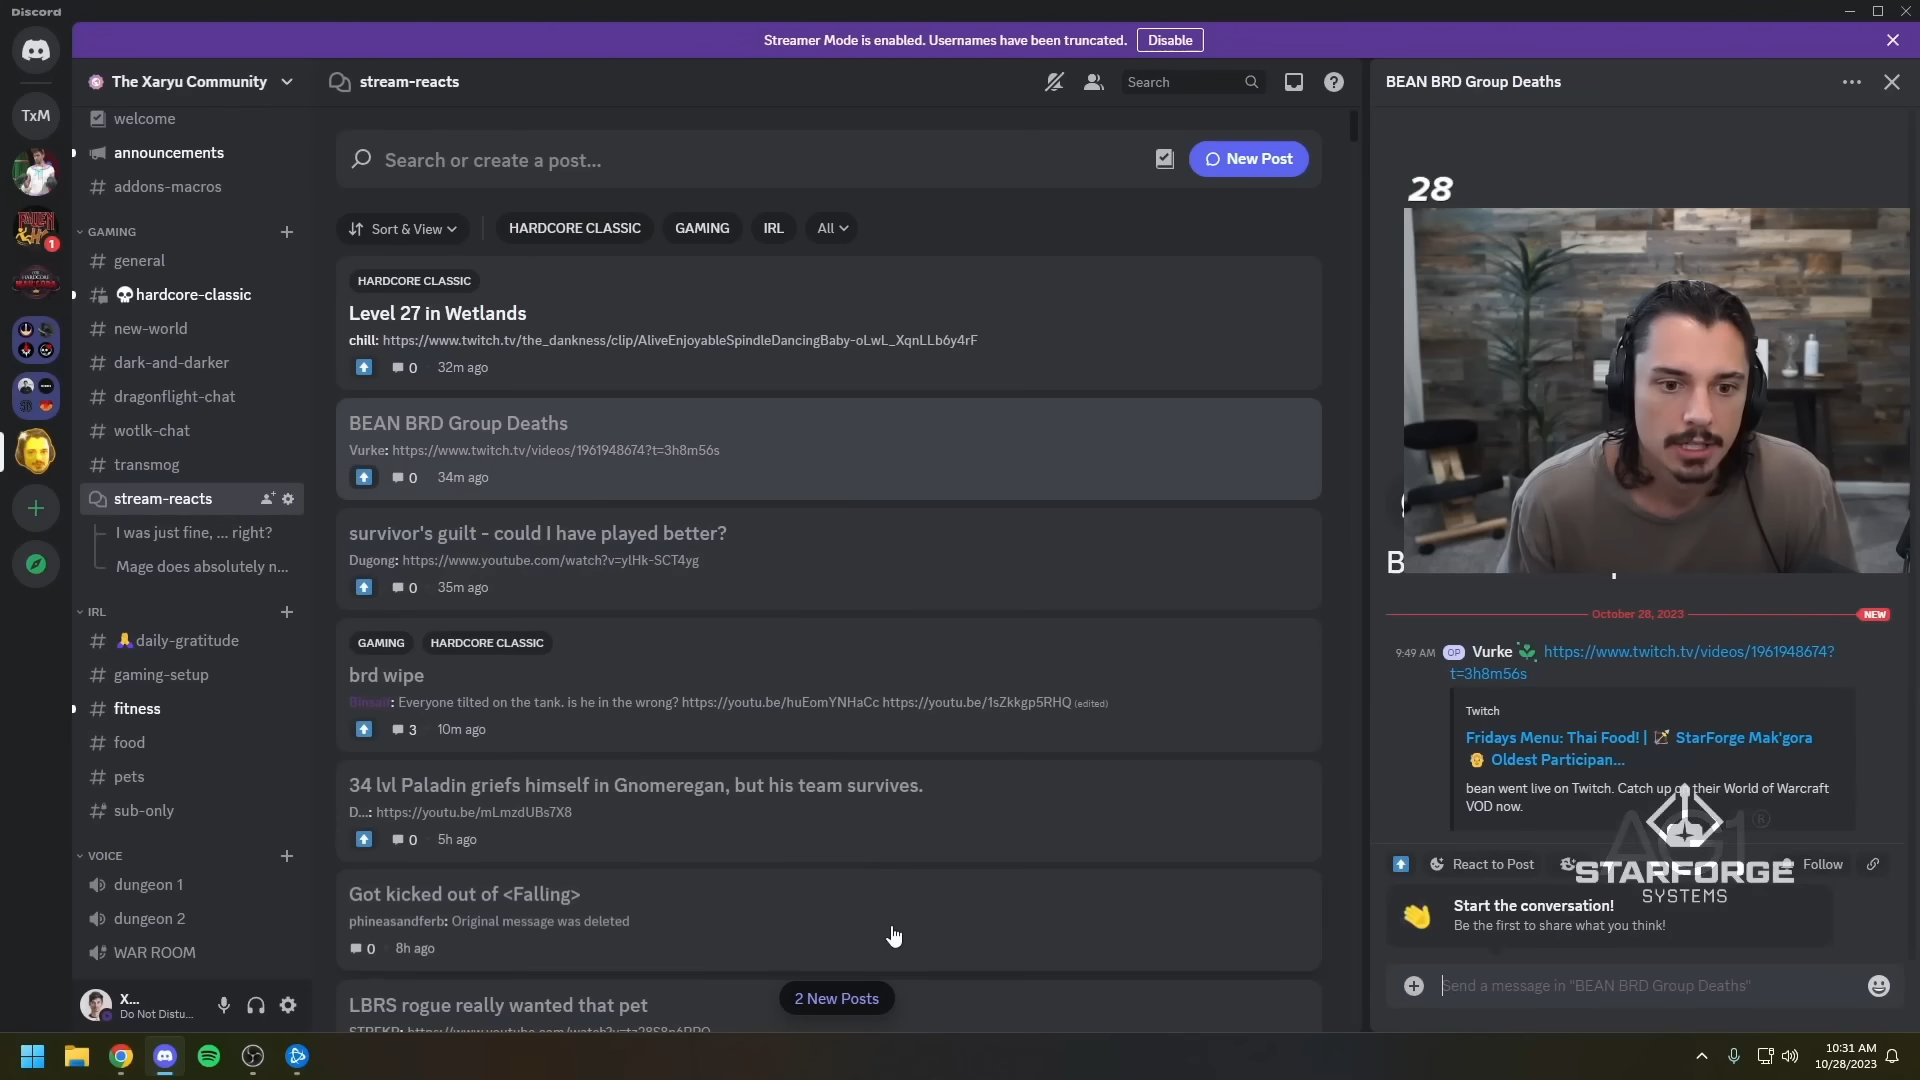 Discord
Streamer Mode is enabled. Usernames have been truncated.
Disable
TxM
1
The Xaryu Community
welcome
announcements
addons-macros
GAMING
general
hardcore-classic
new-world
dark-and-darker
dragonflight-chat
wotlk-chat
transmog
stream-reacts
I was just fine, ... right?
Mage does absolutely n...
IRL
daily-gratitude
gaming-setup
fitness
food
pets
sub-only
VOICE
dungeon 1
dungeon 2
WAR ROOM
X...
Do Not Distu...
stream-reacts
Search
Search or create a post...
New Post
Sort & View
HARDCORE CLASSIC
GAMING
IRL
All
HARDCORE CLASSIC
Level 27 in Wetlands
chill: https://www.twitch.tv/the_dankness/clip/AliveEnjoyableSpindleDancingBaby-oLwL_XqnLLb6y4rF
0 32m ago
BEAN BRD Group Deaths
Vurke: https://www.twitch.tv/videos/1961948674?t=3h8m56s
0 34m ago
survivor's guilt - could I have played better?
Dugong: https://www.youtube.com/watch?v=ylHk-SCT4yg
0 35m ago
GAMING HARDCORE CLASSIC
brd wipe
: Everyone tilted on the tank. is he in the wrong? https://youtu.be/huEomYNHaCc https://youtu.be/1sZkkgp5RHQ (edited)
3 10m ago
34 lvl Paladin griefs himself in Gnomeregan, but his team survives.
D...: https://youtu.be/mLmzdUBs7X8
0 5h ago
Got kicked out of <Falling>
phineasandferb: Original message was deleted
0 8h ago
LBRS rogue really wanted that pet
2 New Posts
BEAN BRD Group Deaths
28
B
October 28, 2023
NEW
9:49 AM OP Vurke https://www.twitch.tv/videos/1961948674?
t=3h8m56s
Twitch
Fridays Menu: Thai Food! | StarForge Mak'gora
Oldest Participan...
bean went live on Twitch. Catch up on their World of Warcraft
VOD now.
AG1 ®
React to Post
Follow
STARFORGE
SYSTEMS
Start the conversation!
Be the first to share what you think!
Send a message in "BEAN BRD Group Deaths"
10:31 AM
10/28/2023